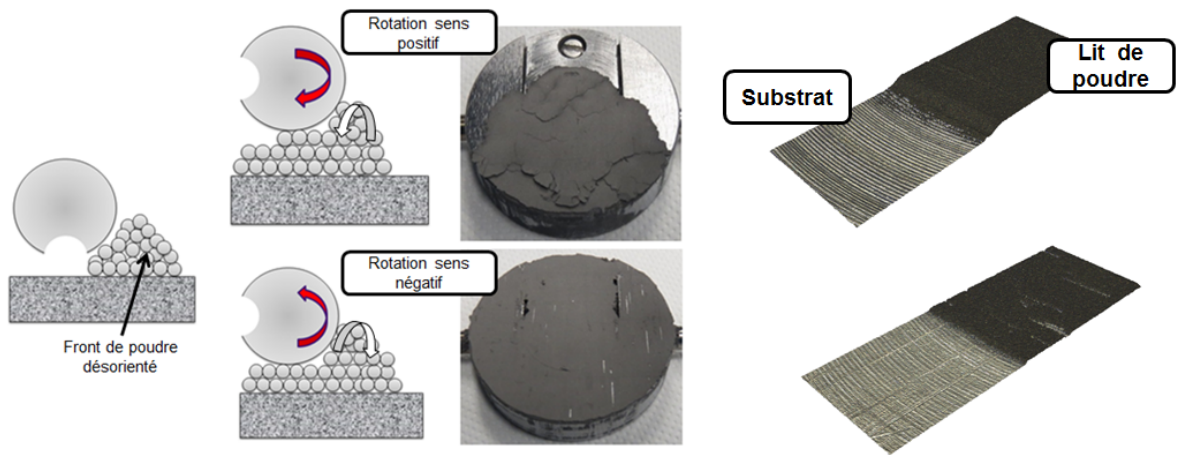 Rotation sens
positif
Lit de
poudre
Substrat
Rotation sens
négatif
Front de poudre
désorienté